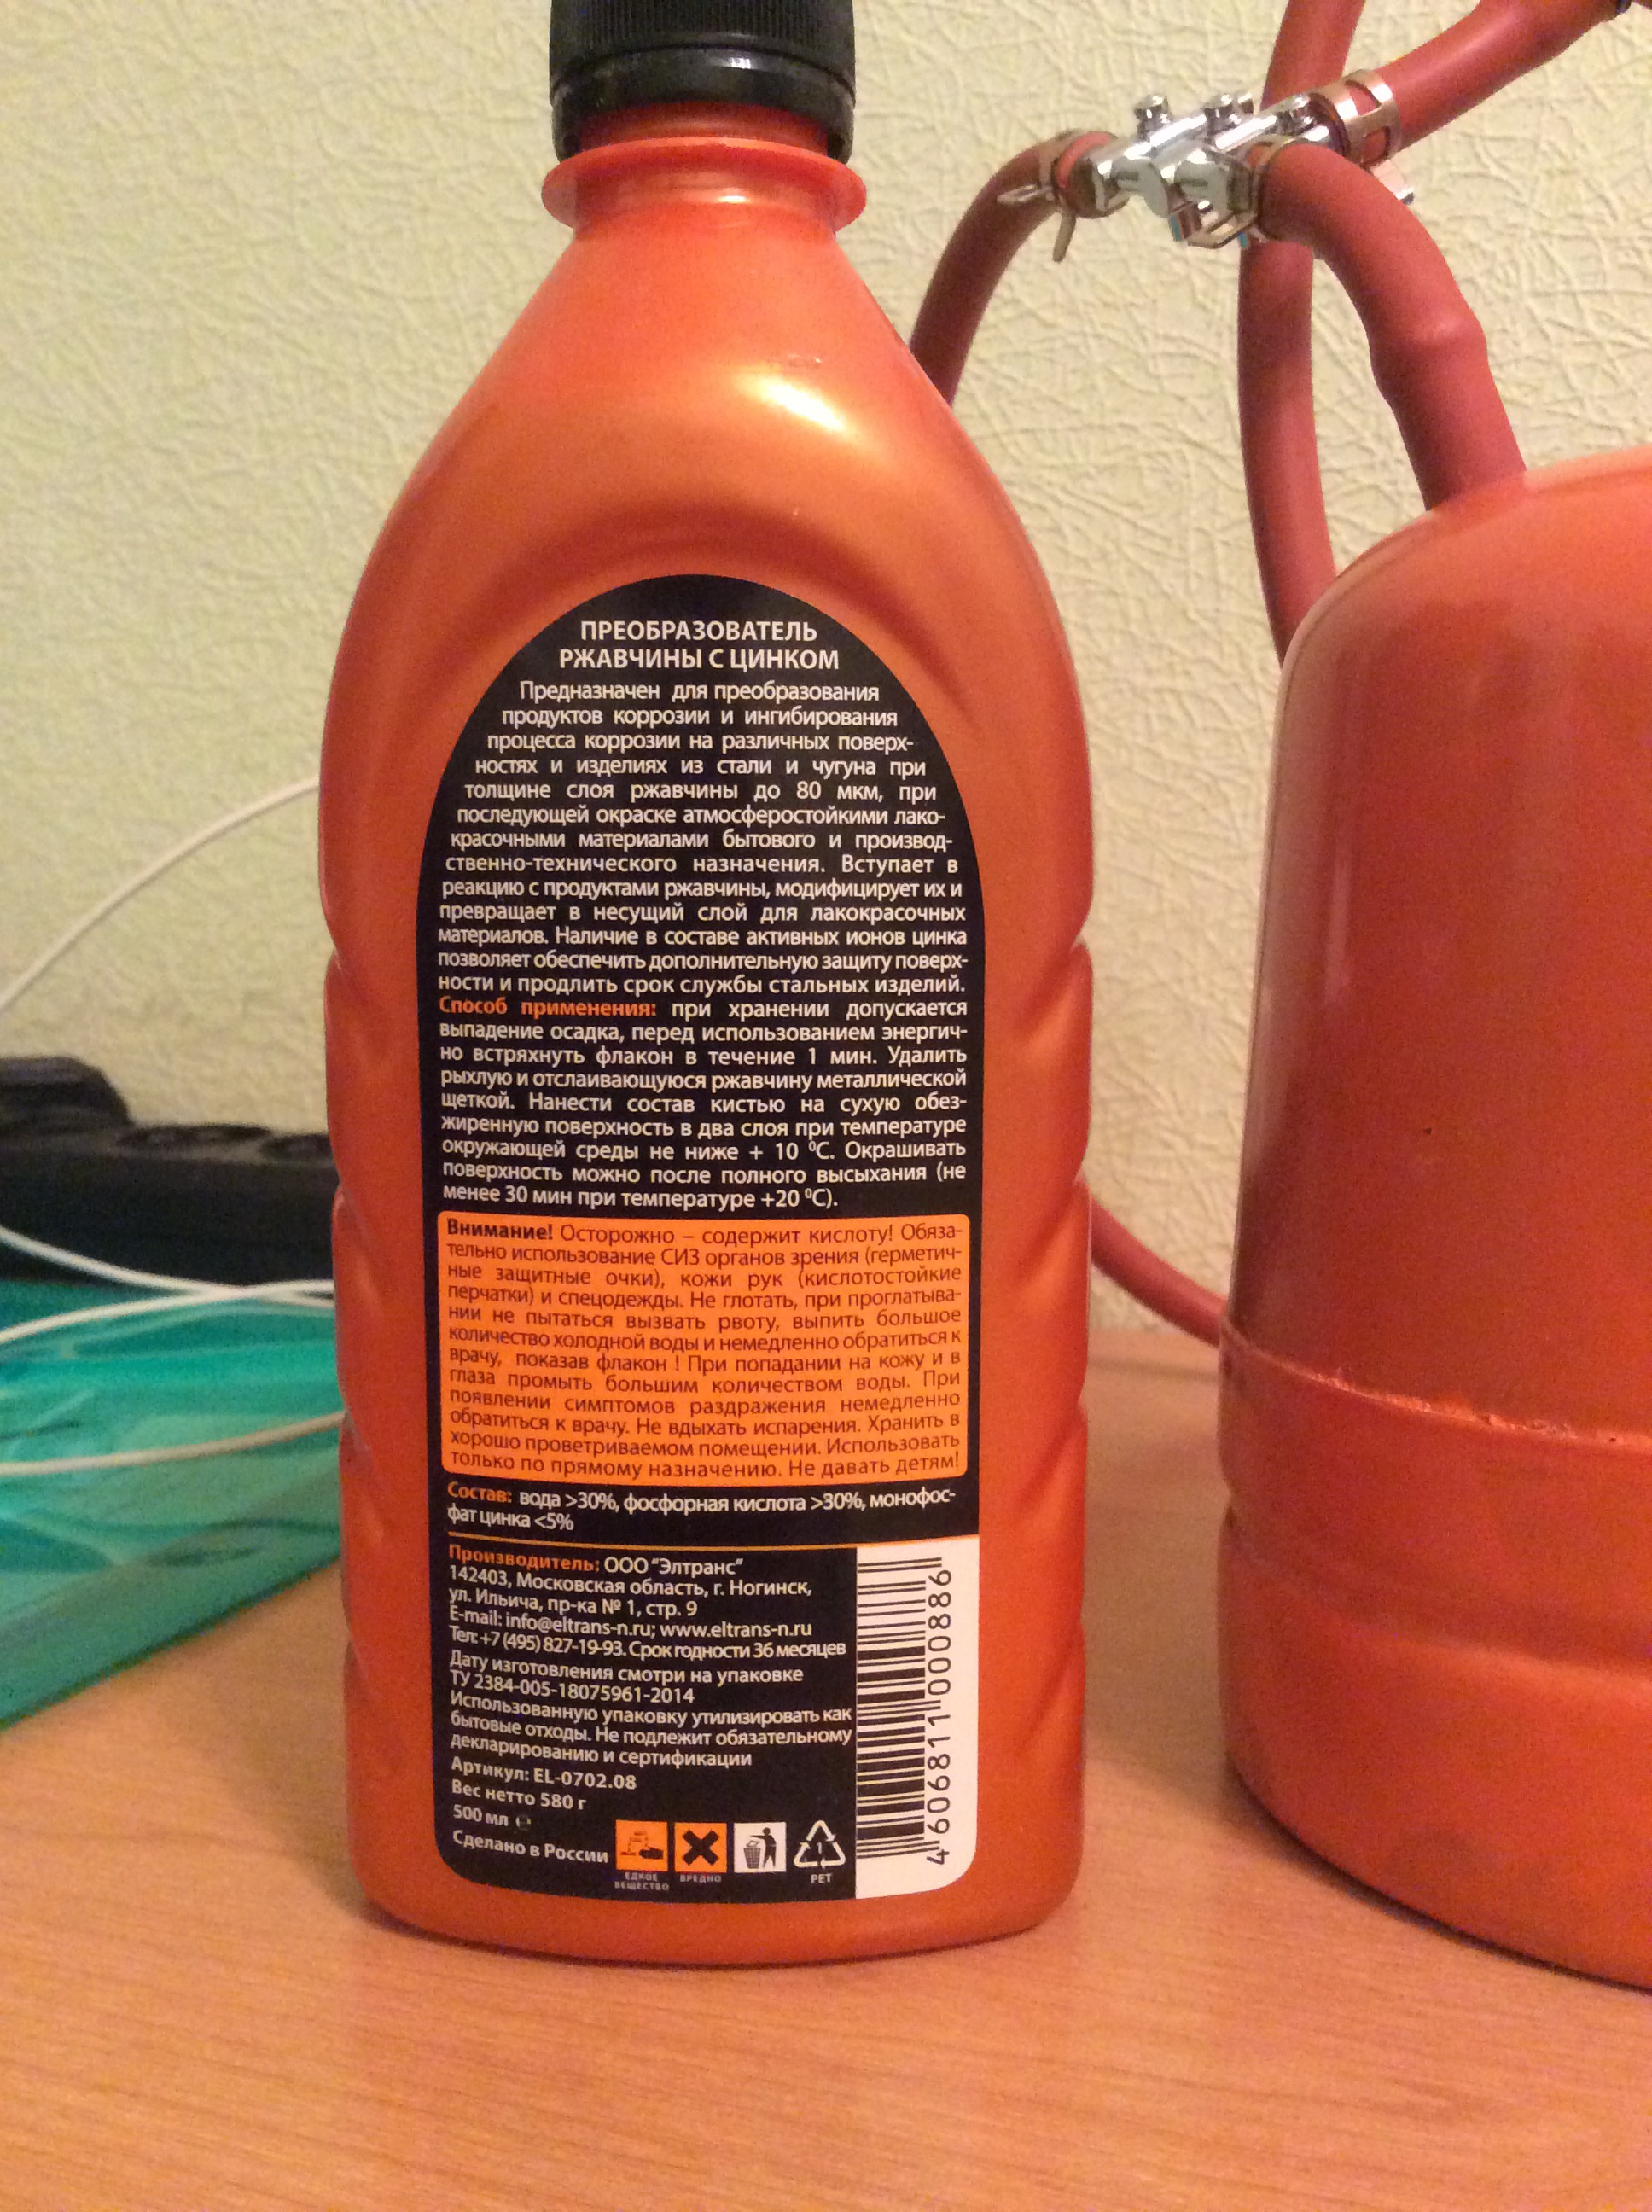 ПРЕОБРАЗОВАТЕЛЬ
РЖАВЧИНЫ С ЦИНКОМ
Предназначен для преобразования
продуктов коррозии и ингибирования
процесса коррозии на различных поверх-
ностях и изделиях из стали и чугуна при
толщине слоя ржавчины до 80 мкм, при
последующей окраске атмосферостойкими лако-
красочными материалами бытового и производ-
ственно-технического назначения. Вступает в
реакцию с продуктами ржавчины, модифицирует их и
превращает в несущий слой для лакокрасочных
материалов. Наличие в составе активных ионов цинка
позволяет обеспечить дополнительную защиту поверх-
ности и продлить срок службы стальных изделий.
Способ применения: при хранении допускается
выпадение осадка, перед использованием энергич-
но встряхнуть флакон в течение 1 мин. Удалить
рыхлую и отслаивающуюся ржавчину металлической
щеткой. Нанести состав кистью на сухую обез-
жиренную поверхность в два слоя при температуре
окружающей среды не ниже + 10 ⁰С. Окрашивать
поверхность можно после полного высыхания (не
менее 30 мин при температуре +20 ⁰С).
Внимание! Осторожно – содержит кислоту! Обяза-
тельно использование СИЗ органов зрения (герметич-
ные защитные очки), кожи рук (кислотостойкие
перчатки) и спецодежды. Не глотать, при проглатыва-
нии не пытаться вызвать рвоту, выпить большое
количество холодной воды и немедленно обратиться к
врачу, показав флакон ! При попадании на кожу и в
глаза промыть большим количеством воды. При
появлении симптомов раздражения немедленно
обратиться к врачу. Не вдыхать испарения. Хранить в
хорошо проветриваемом помещении. Использовать
только по прямому назначению. Не давать детям!
Состав: вода >30%, фосфорная кислота >30%, монофос-
фат цинка <5%
Производитель: ООО "Элтранс"
142403, Московская область, г. Ногинск,
ул. Ильича, пр-ка № 1, стр. 9
E-mail: info@eltrans-n.ru; www.eltrans-n.ru
Тел: +7 (495) 827-19-93. Срок годности 36 месяцев
Дату изготовления смотри на упаковке
ТУ 2384-005-18075961-2014
Использованную упаковку утилизировать как
бытовые отходы. Не подлежит обязательному
декларированию и сертификации
Артикул: EL-0702.08
Вес нетто 580 г
500 мл ℮
Сделано в России
ЕДКОЕ
ВЕЩЕСТВО
ВРЕДНО
1
PET
4 606811 000886